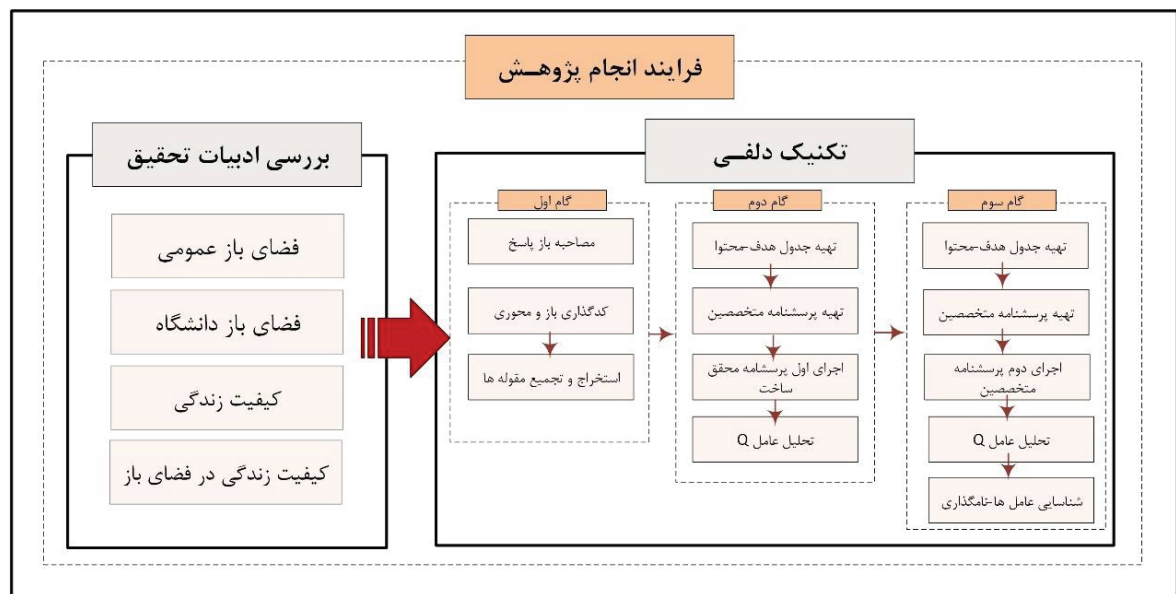 فرایند انجام پژوهــش
بررسی ادبیات تحقیق
فضای باز عمومی
فضای باز دانشگاه
کیفیت زندگی
کیفیت زندگی در فضای باز
تکنیک دلفــی
گام اول
مصاحبه باز پاسخ
کدگذاری باز و محوری
استخراج و تجمیع مقوله ها
گام دوم
تهیه جدول هدف-محتوا
تهیه پرسشنامه متخصصین
اجرای اول پرسشامه محقق
ساخت
تحلیل عامل Q
گام سوم
تهیه جدول هدف-محتوا
تهیه پرسشنامه متخصصین
اجرای دوم پرسشنامه
متخصصین
تحلیل عامل Q
شناسایی عامل ها-نامگذاری